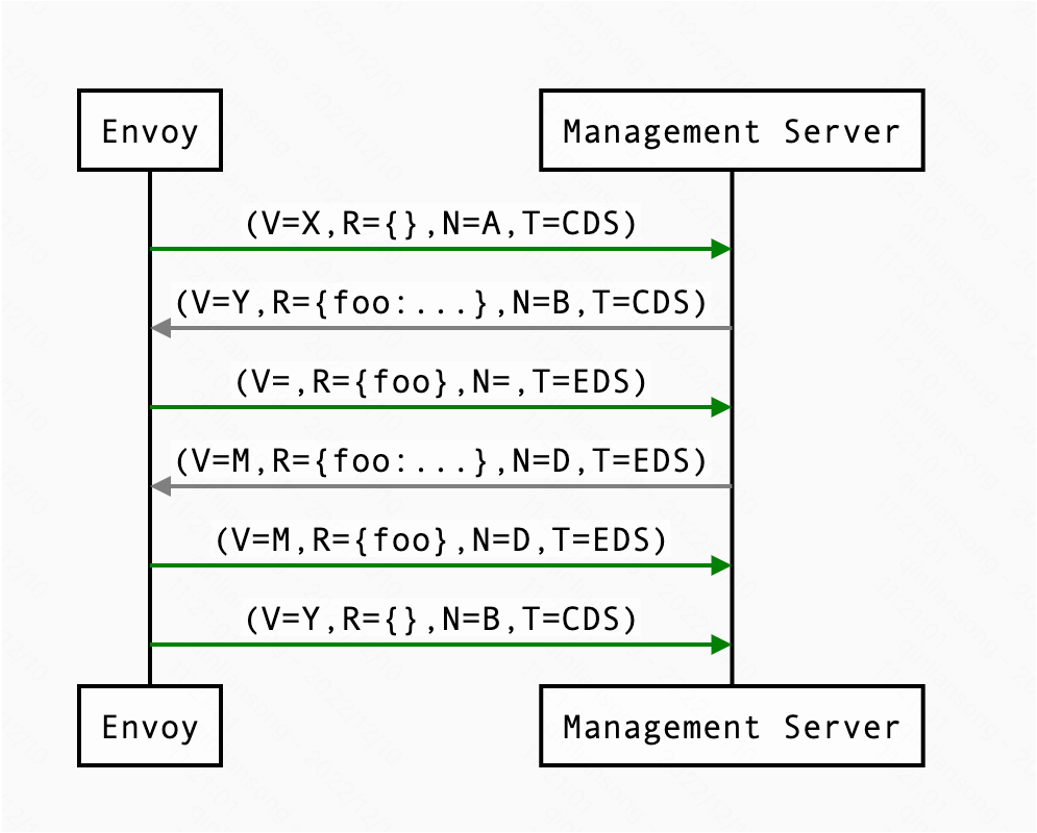 Envoy
Management Server
(V=X,R={},N=A,T=CDS)
(V=Y,R={foo:...},N=B,T=CDS)
(V=,R={foo},N=,T=EDS)
(V=M,R={foo:...},N=D,T=EDS)
(V=M,R={foo},N=D,T=EDS)
(V=Y,R={},N=B,T=CDS)
Envoy
Management Server